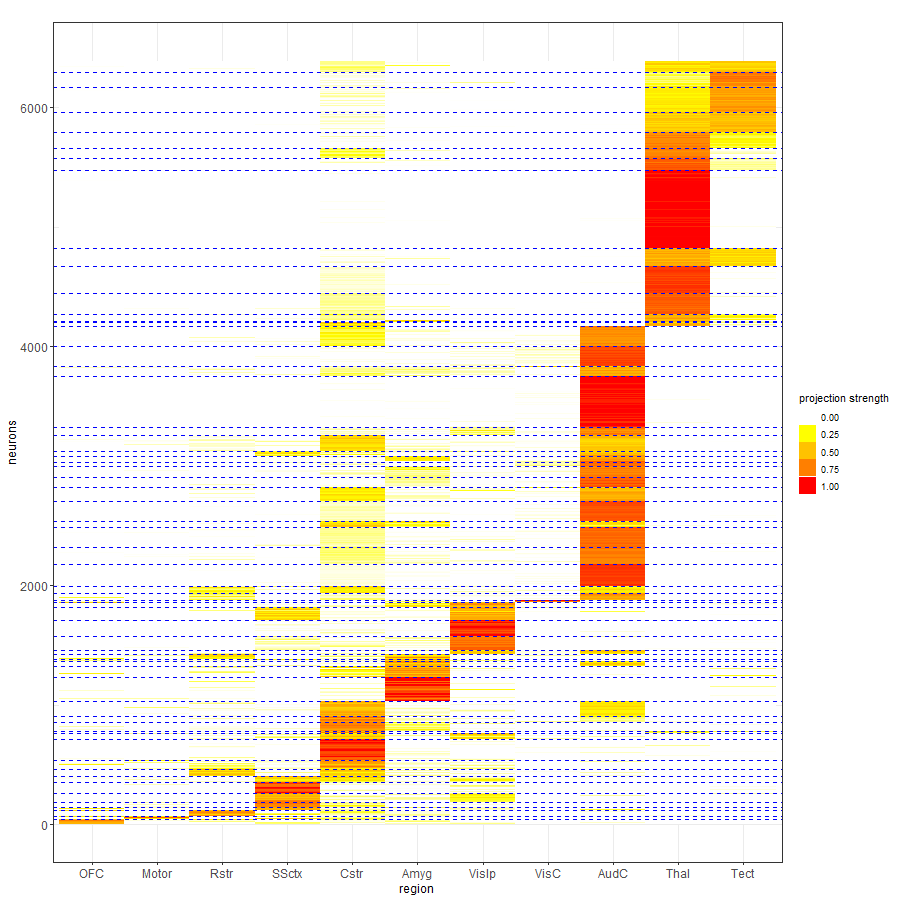 6000
4000
2000
0
neurons
OFC Motor Rstr SSctx Cstr Amyg VisIp VisC AudC Thal Tect
region
projection strength
0.00
0.25
0.50
0.75
1.00